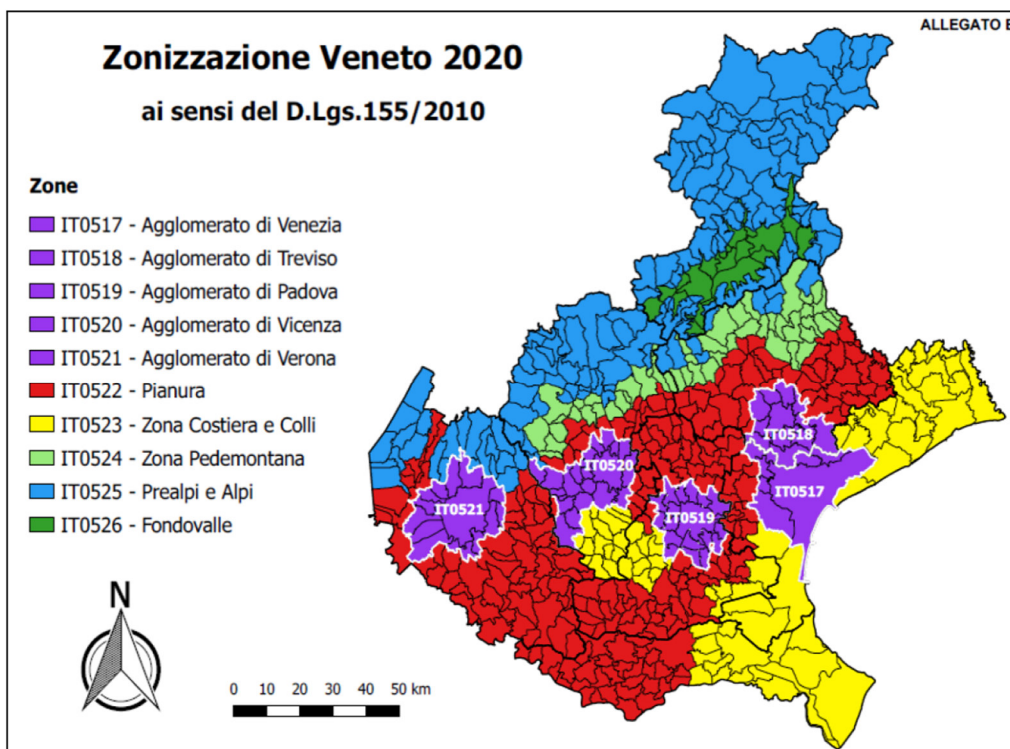 ALLEGATO B
Zonizzazione Veneto 2020
ai sensi del D.Lgs.155/2010
Zone
IT0517 - Agglomerato di Venezia
IT0518 - Agglomerato di Treviso
IT0519 - Agglomerato di Padova
IT0520 - Agglomerato di Vicenza
IT0521 - Agglomerato di Verona
IT0522 - Pianura
IT0523 - Zona Costiera e Colli
IT0524 - Zona Pedemontana
IT0525 - Prealpi e Alpi
IT0526 - Fondovalle
IT0518
IT0520
IT0517
IT0521
IT0519
N
0 10 20 30 40 50 km